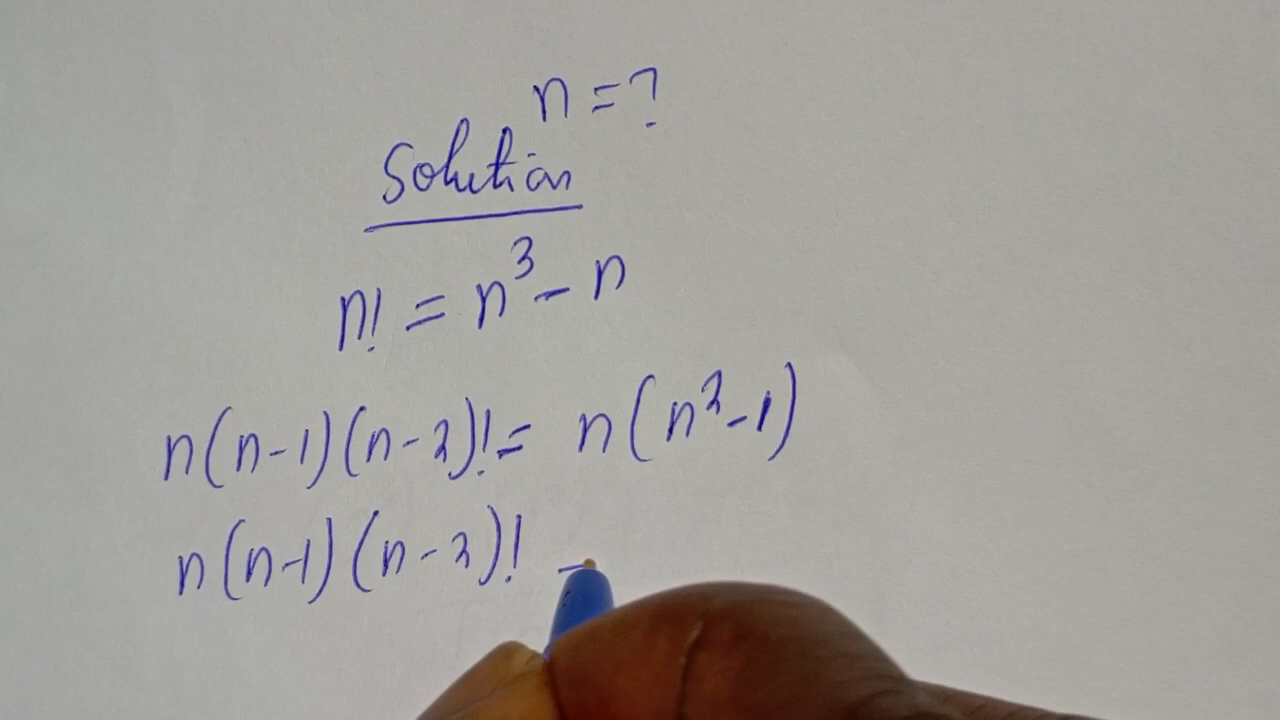 n = ?
Solution
n! = n³ - n
n(n-1)(n-2)! = n(n²-1)
n(n-1)(n-2)! -